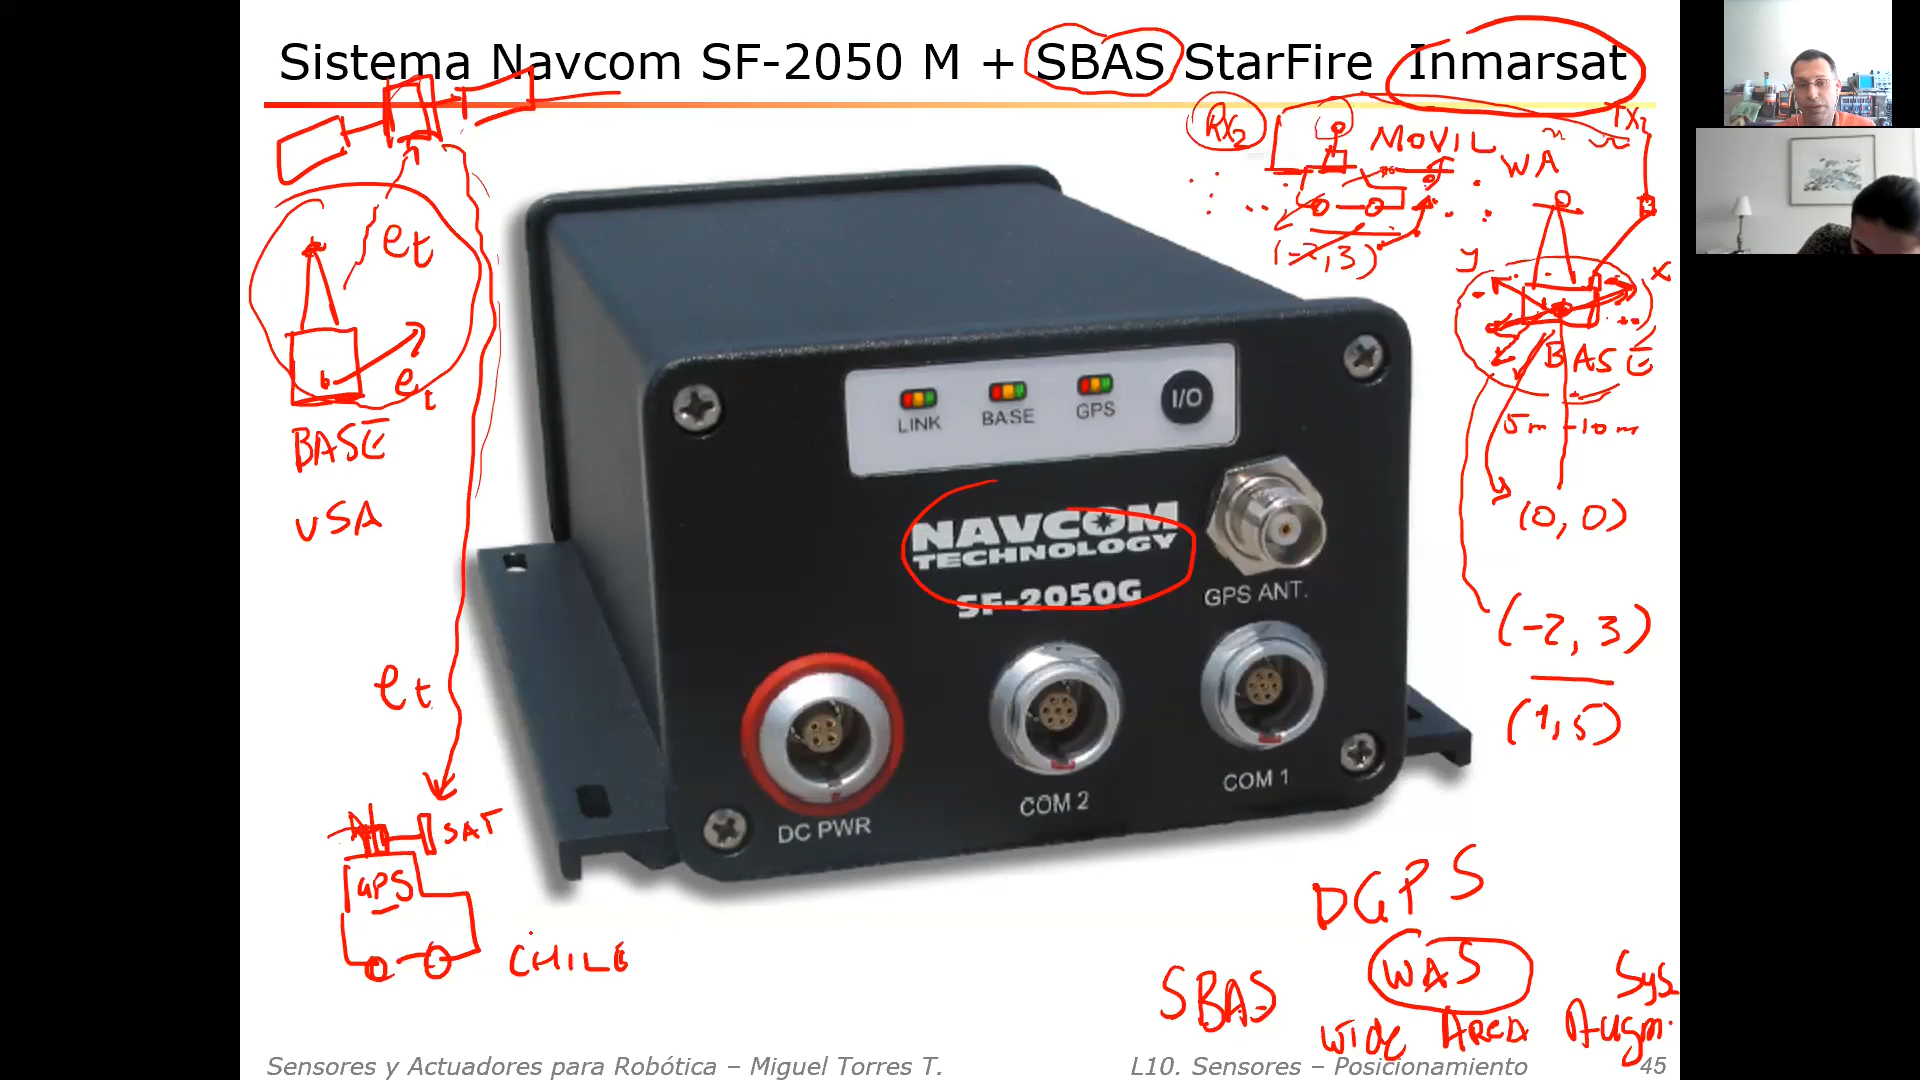 Sistema Navcom SF-2050 M + SBAS StarFire Inmarsat
RX2
MOVIL
TX2
WA
et
(-2,3)
y
x
b
et
BASE
BASE
5m-10m
USA
(0,0)
LINK
BASE
GPS
I/O
NAVCOM
TECHNOLOGY
SF-2050G
GPS ANT.
(-2, 3)
(1,5)
et
DC PWR
COM 2
COM 1
SAT
GPS
CHILE
DGPS
SBAS
WAS
Sys
Wide Area Augm.
Sensores y Actuadores para Robótica – Miguel Torres T.
L10. Sensores – Posicionamiento
45